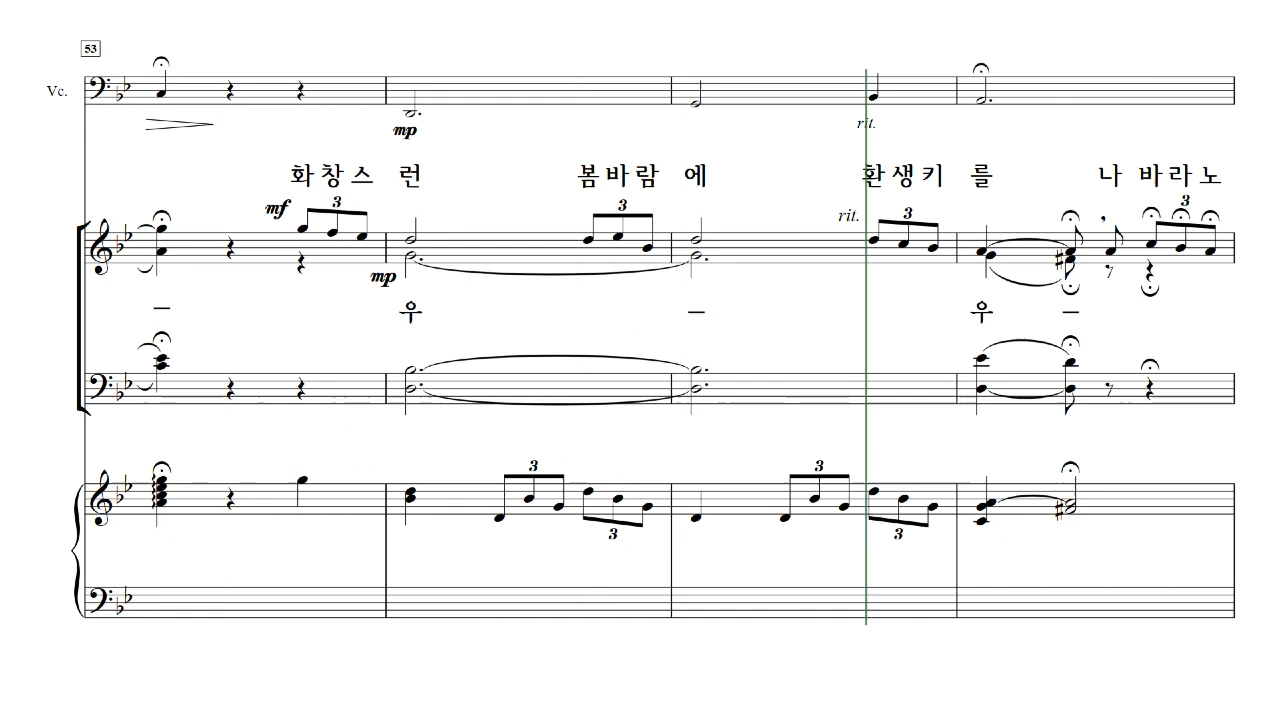 53
Vc.
mp
rit.
화 창 스 런 봄 바 람 에 환 생 키 를 나 바 라 노
mf 3 3 rit. 3 3
mp
– 우 – 우 –
3 3
3 3